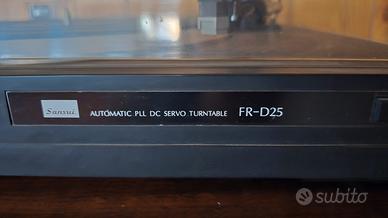 Sansui
AUTOMATIC PLL DC SERVO TURNTABLE FR-D25
subito